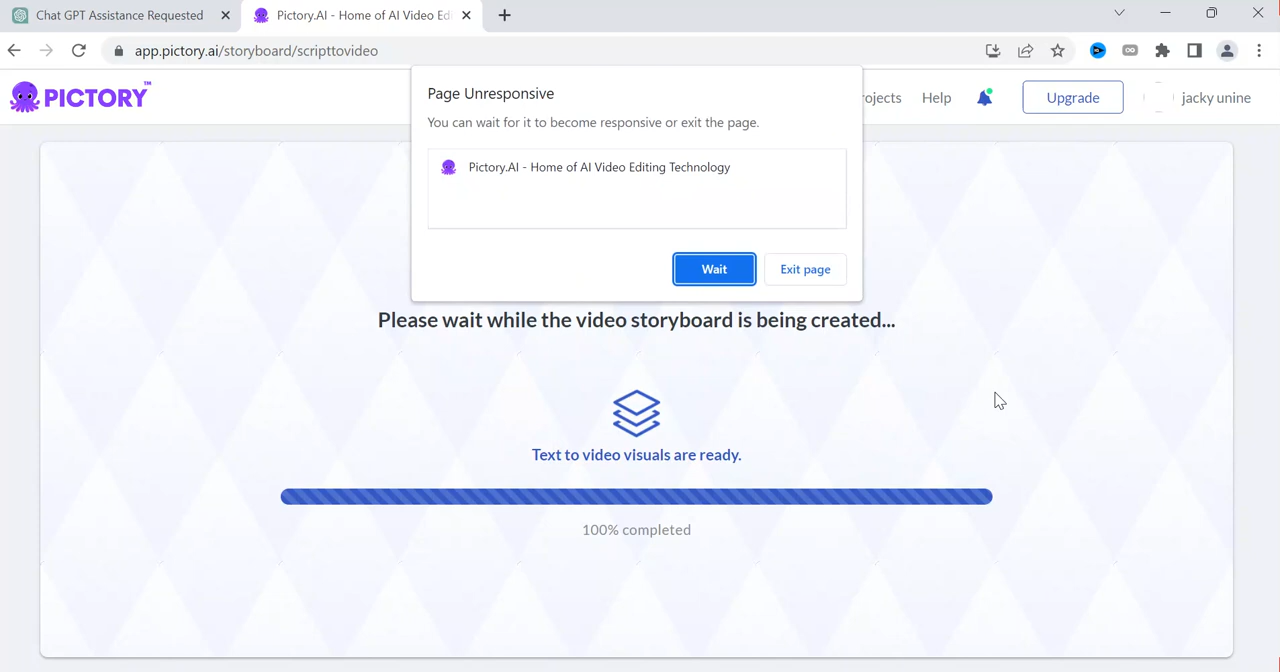 Chat GPT Assistance Requested
Pictory.AI - Home of AI Video Ed
app.pictory.ai/storyboard/scripttovideo
PICTORY™
rojects
Help
Upgrade
jacky unine
Page Unresponsive
You can wait for it to become responsive or exit the page.
Pictory.AI - Home of AI Video Editing Technology
Wait
Exit page
Please wait while the video storyboard is being created...
Text to video visuals are ready.
100% completed